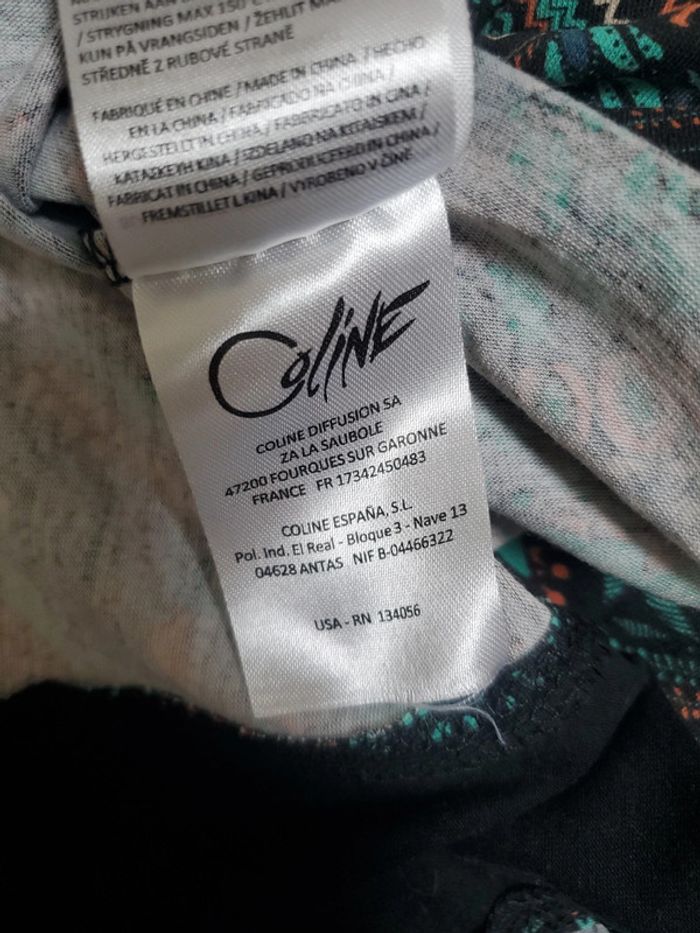 STRIJKEN AAN
/ STRYGNING MAX 150°C
KUN PÅ VRANGSIDEN / ŽEHLIT
STŘEDNĚ Z RUBOVÉ STRANĚ
FABRIQUÉ EN CHINE / MADE IN CHINA / HECHO
EN LA CHINA / FABRICADO NA CHINA /
HERGESTELLT IN CHINA / FABBRICATO IN CINA /
FABRICAT IN CHINA / GEPRODUCEERD IN CHINA /
FREMSTILLET I KINA / VYROBENO V ČÍNĚ
COLINE
COLINE DIFFUSION SA
ZA LA SAUBOLE
47200 FOURQUES SUR GARONNE
FRANCE FR 17342450483
COLINE ESPAÑA, S.L
Pol. Ind. El Real - Bloque 3 - Nave 13
04628 ANTAS NIF B-04466322
USA - RN 134056